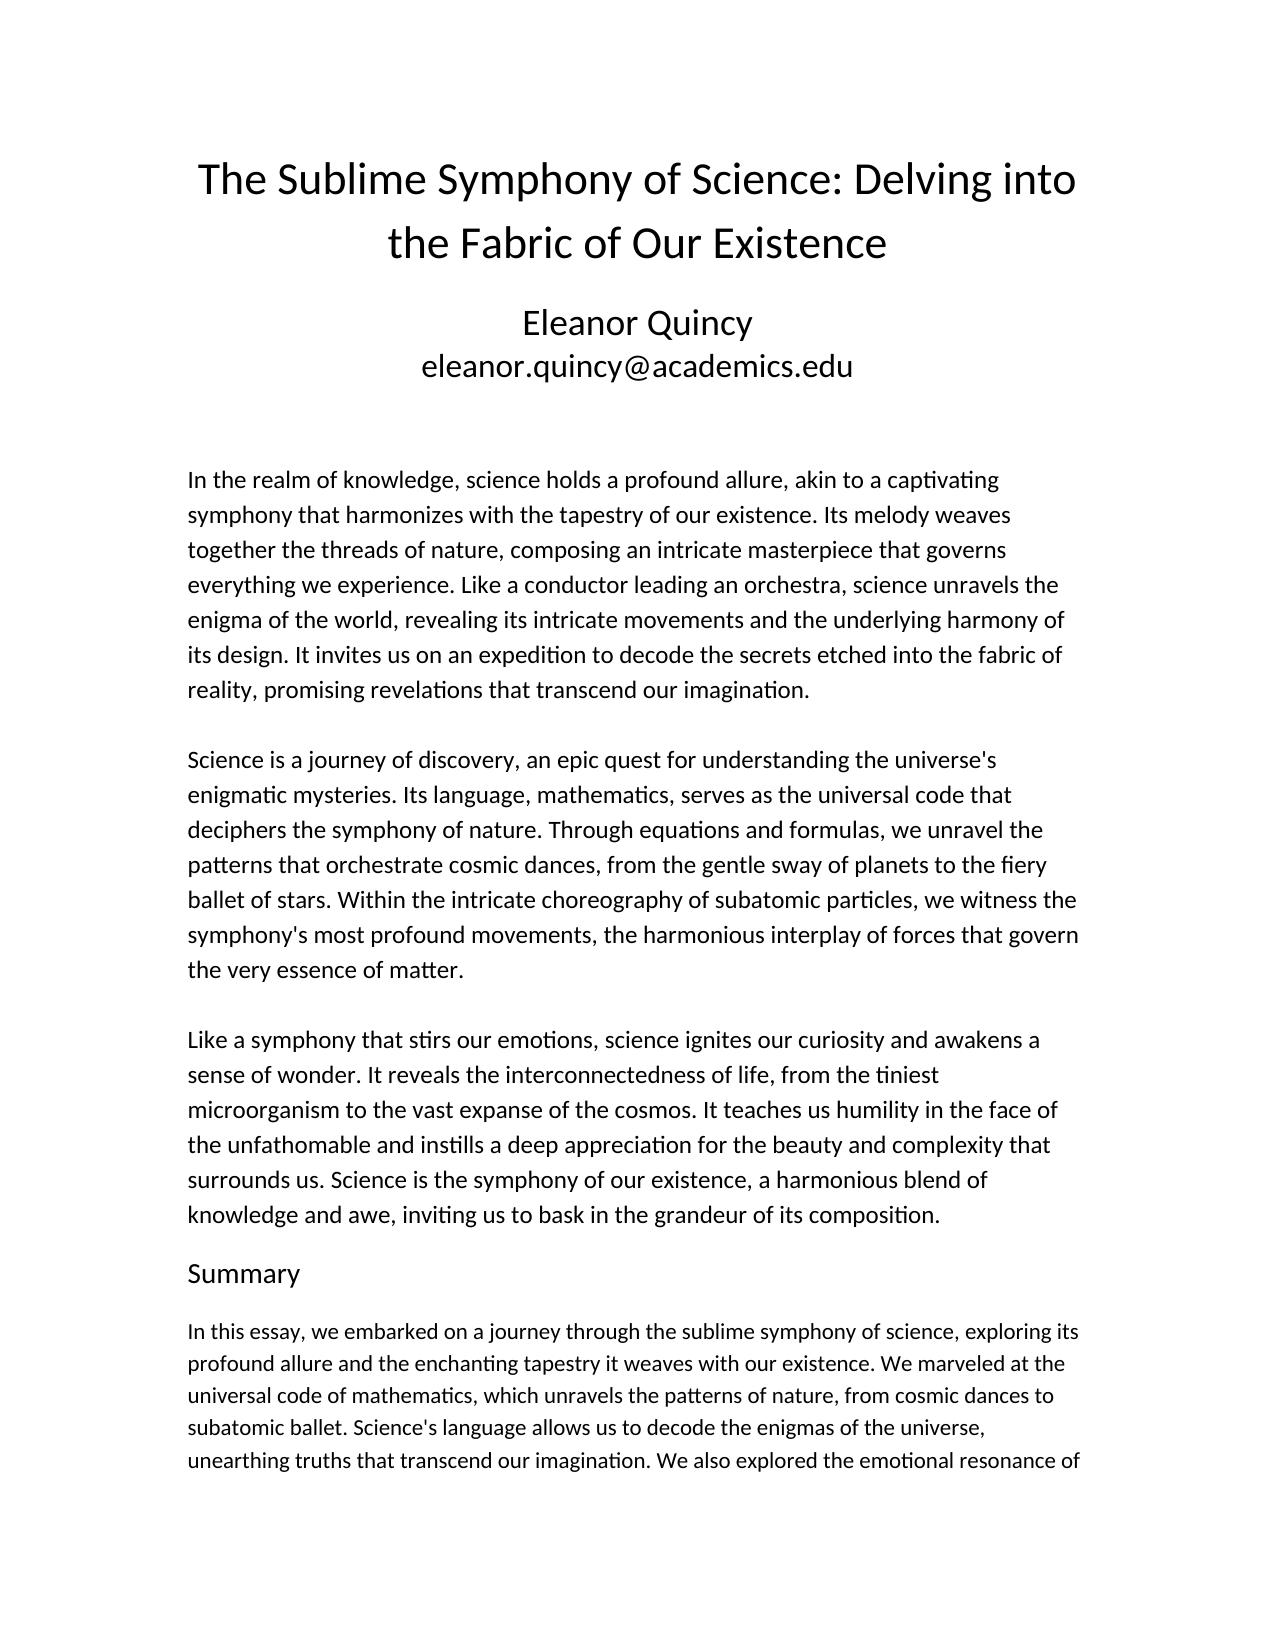 The Sublime Symphony of Science: Delving into
the Fabric of Our Existence
Eleanor Quincy
eleanor.quincy@academics.edu
In the realm of knowledge, science holds a profound allure, akin to a captivating
symphony that harmonizes with the tapestry of our existence. Its melody weaves
together the threads of nature, composing an intricate masterpiece that governs
everything we experience. Like a conductor leading an orchestra, science unravels the
enigma of the world, revealing its intricate movements and the underlying harmony of
its design. It invites us on an expedition to decode the secrets etched into the fabric of
reality, promising revelations that transcend our imagination.
Science is a journey of discovery, an epic quest for understanding the universe's
enigmatic mysteries. Its language, mathematics, serves as the universal code that
deciphers the symphony of nature. Through equations and formulas, we unravel the
patterns that orchestrate cosmic dances, from the gentle sway of planets to the fiery
ballet of stars. Within the intricate choreography of subatomic particles, we witness the
symphony's most profound movements, the harmonious interplay of forces that govern
the very essence of matter.
Like a symphony that stirs our emotions, science ignites our curiosity and awakens a
sense of wonder. It reveals the interconnectedness of life, from the tiniest
microorganism to the vast expanse of the cosmos. It teaches us humility in the face of
the unfathomable and instills a deep appreciation for the beauty and complexity that
surrounds us. Science is the symphony of our existence, a harmonious blend of
knowledge and awe, inviting us to bask in the grandeur of its composition.
Summary
In this essay, we embarked on a journey through the sublime symphony of science, exploring its
profound allure and the enchanting tapestry it weaves with our existence. We marveled at the
universal code of mathematics, which unravels the patterns of nature, from cosmic dances to
subatomic ballet. Science's language allows us to decode the enigmas of the universe,
unearthing truths that transcend our imagination. We also explored the emotional resonance of